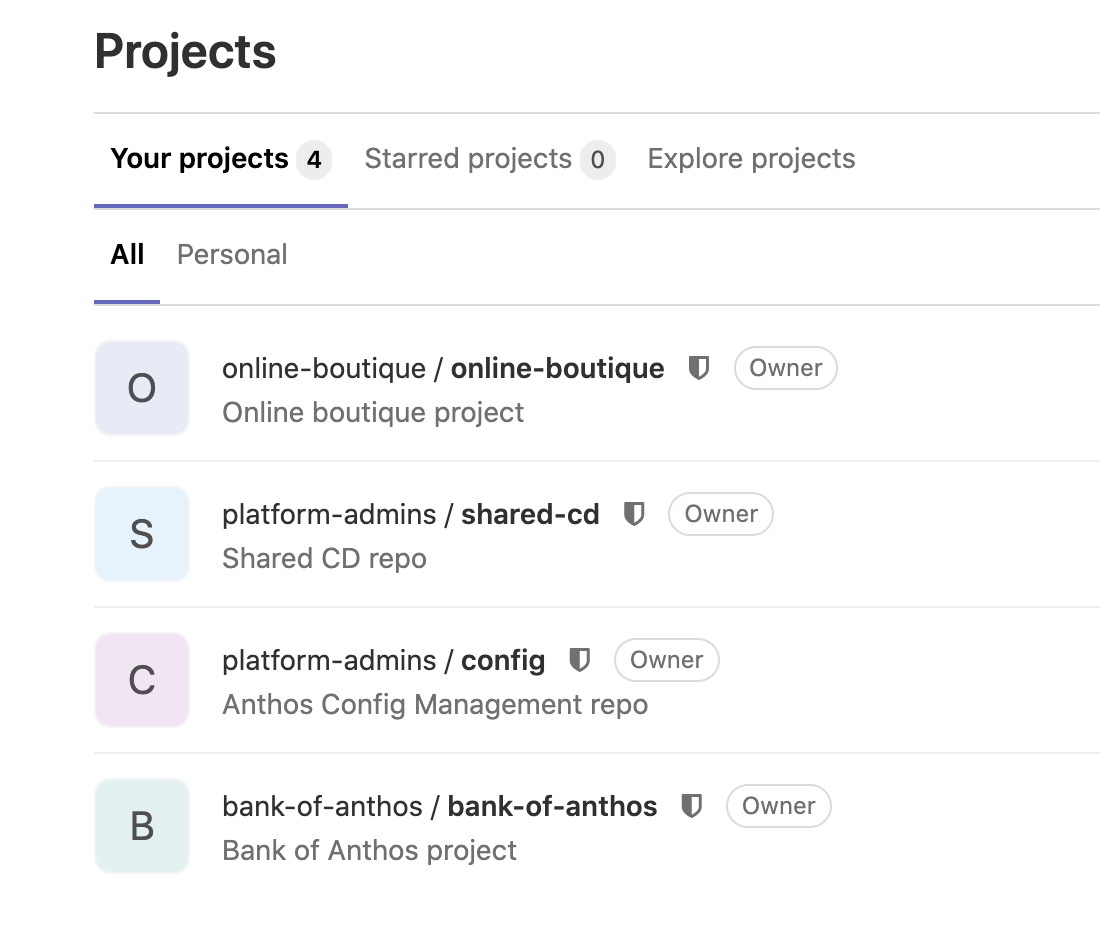 Projects
Your projects 4 Starred projects 0 Explore projects
All Personal
O
online-boutique / online-boutique Owner
Online boutique project
S
platform-admins / shared-cd Owner
Shared CD repo
C
platform-admins / config Owner
Anthos Config Management repo
B
bank-of-anthos / bank-of-anthos Owner
Bank of Anthos project